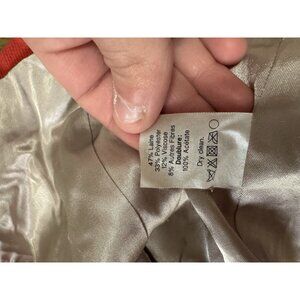 47% Laine
33% Polyester
12% Viscose
8% Autres Fibres
Doublure:
100% Acétate
Dry clean.